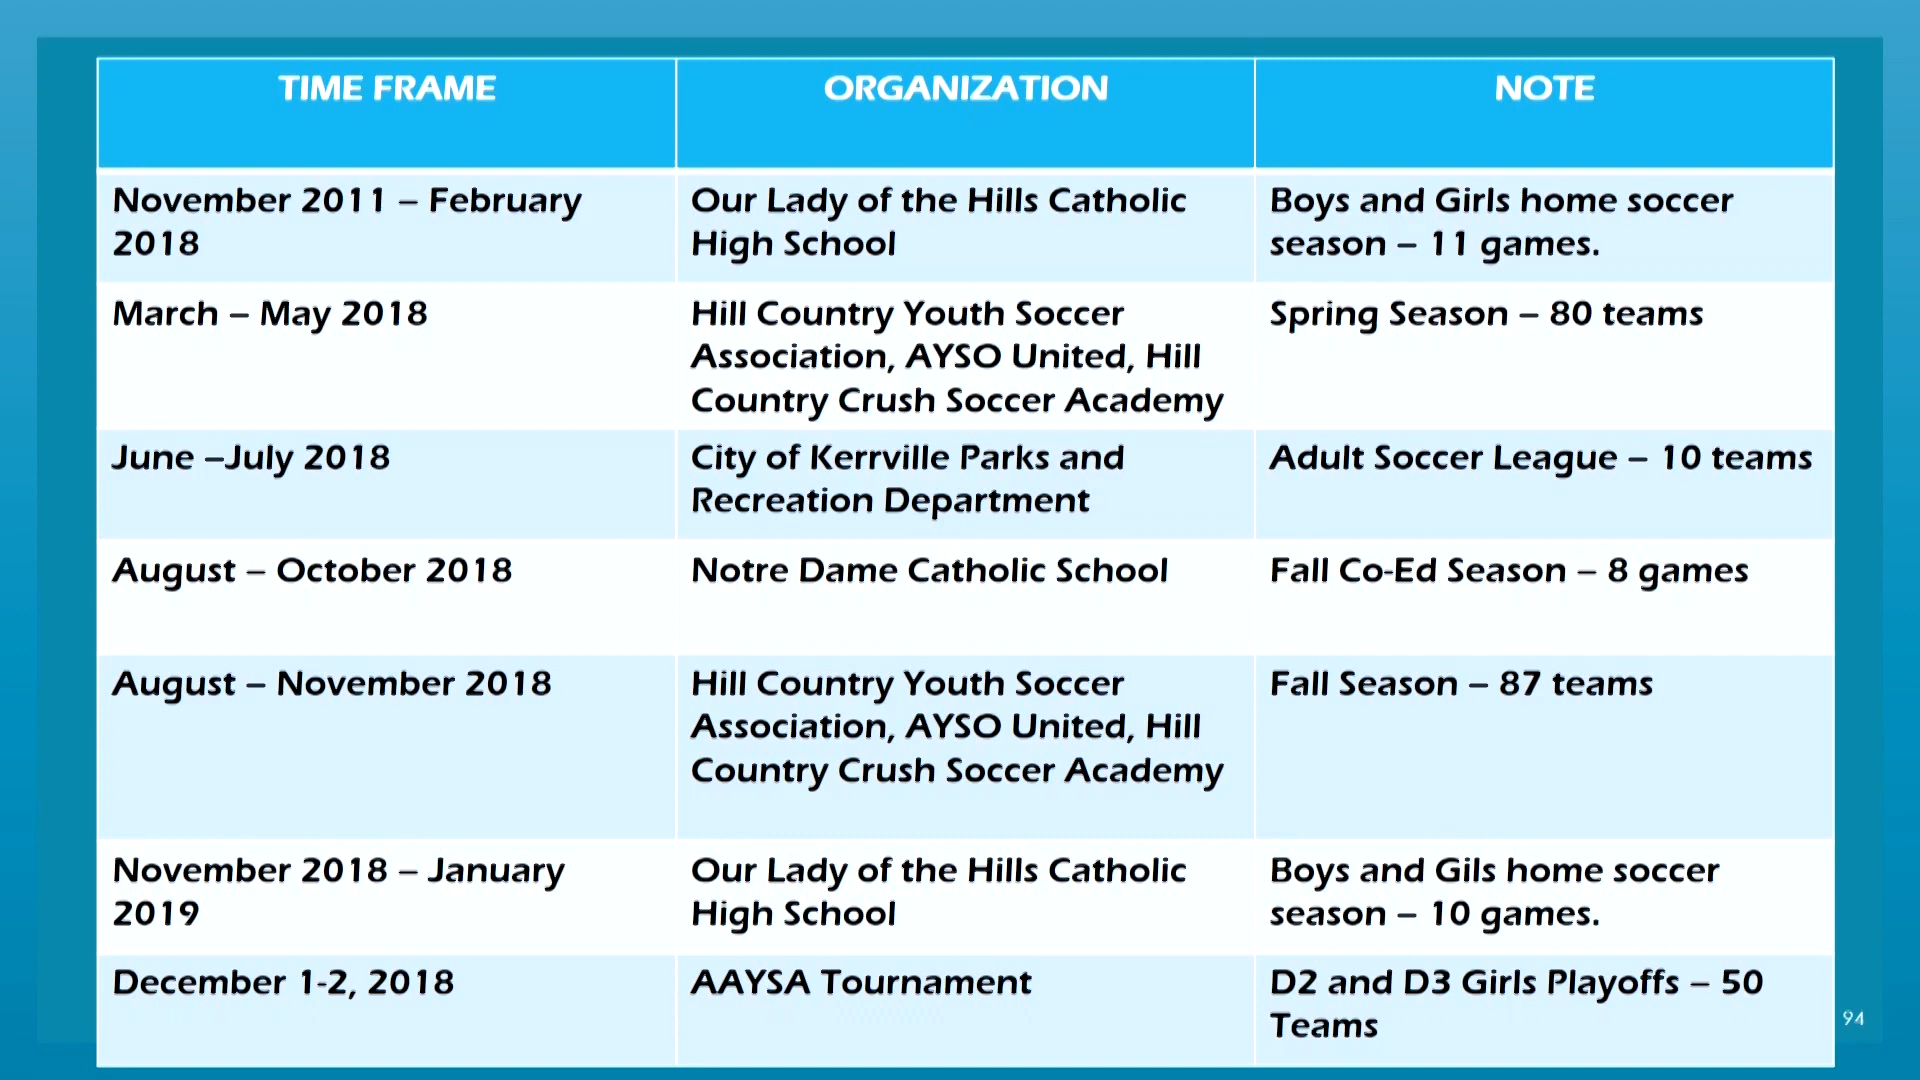 TIME FRAME
ORGANIZATION
NOTE
November 2011 – February
2018
Our Lady of the Hills Catholic
High School
Boys and Girls home soccer
season – 11 games.
March – May 2018
Hill Country Youth Soccer
Association, AYSO United, Hill
Country Crush Soccer Academy
Spring Season – 80 teams
June –July 2018
City of Kerrville Parks and
Recreation Department
Adult Soccer League – 10 teams
August – October 2018
Notre Dame Catholic School
Fall Co-Ed Season – 8 games
August – November 2018
Hill Country Youth Soccer
Association, AYSO United, Hill
Country Crush Soccer Academy
Fall Season – 87 teams
November 2018 – January
2019
Our Lady of the Hills Catholic
High School
Boys and Gils home soccer
season – 10 games.
December 1-2, 2018
AAYSA Tournament
D2 and D3 Girls Playoffs – 50
Teams
94